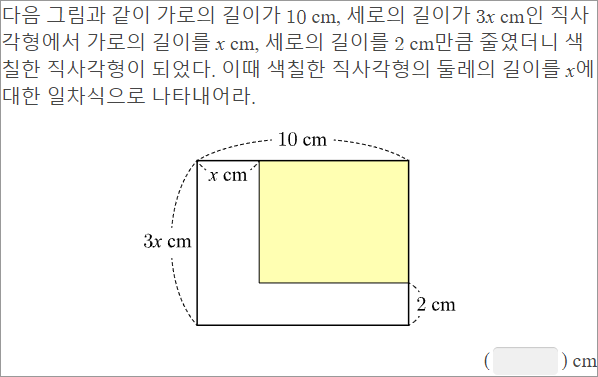 다음 그림과 같이 가로의 길이가 10 cm, 세로의 길이가 3x cm인 직사
각형에서 가로의 길이를 x cm, 세로의 길이를 2 cm만큼 줄였더니 색
칠한 직사각형이 되었다. 이때 색칠한 직사각형의 둘레의 길이를 x에
대한 일차식으로 나타내어라.
10 cm
x cm
3x cm
2 cm
( ) cm